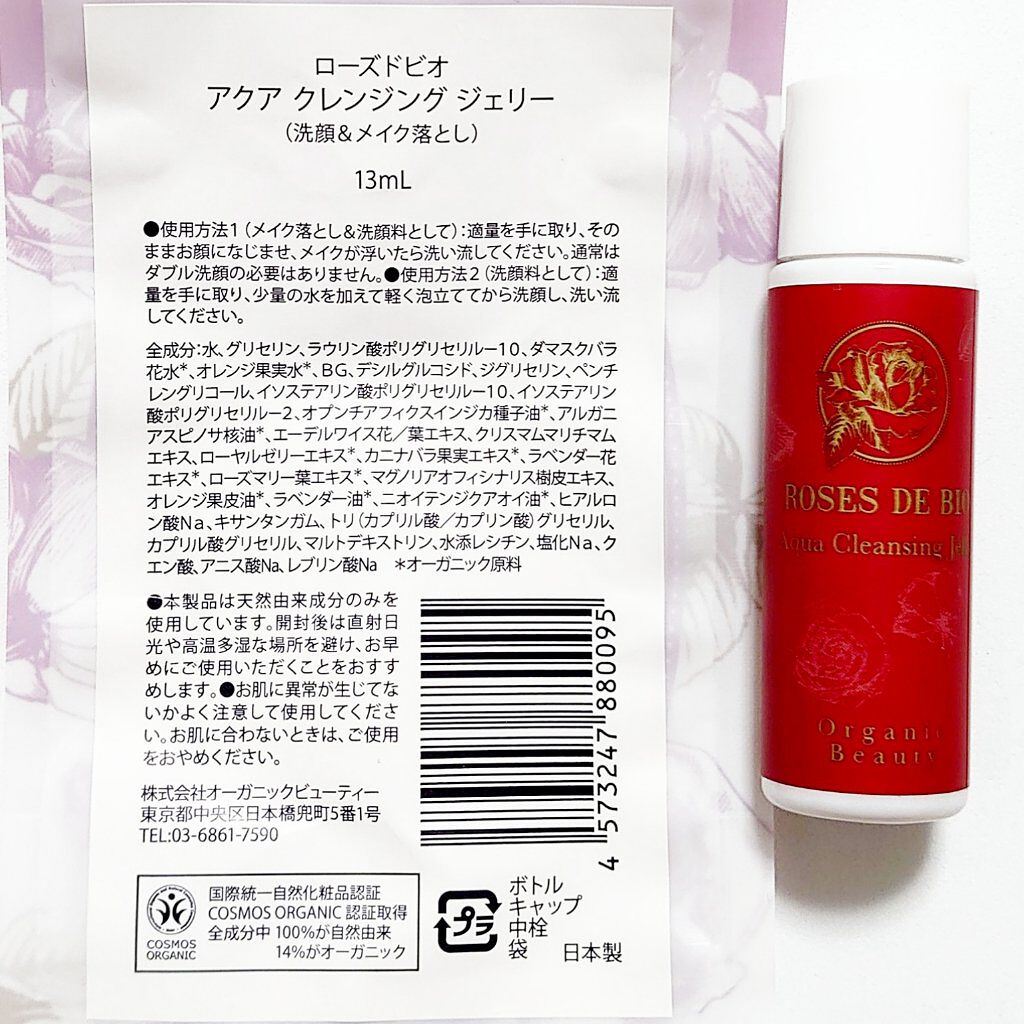 ローズドビオ
アクア クレンジング ジェリー
(洗顔&メイク落とし)
13mL
●使用方法1(メイク落とし&洗顔料として):適量を手に取り、その
ままお顔になじませ、メイクが浮いたら洗い流してください。通常は
ダブル洗顔の必要はありません。●使用方法2(洗顔料として):適
量を手に取り、少量の水を加えて軽く泡立ててから洗顔し、洗い流
してください。
全成分:水、グリセリン、ラウリン酸ポリグリセリルー10、ダマスクバラ
花水*、オレンジ果実水*、BG、デシルグルコシド、ジグリセリン、ペンチ
レングリコール、イソステアリン酸ポリグリセリルー10、イソステアリン
酸ポリグリセリルー2、オプンチアフィクスインジカ種子油*、アルガニ
アスピノサ核油*、エーデルワイス花/葉エキス、クリスマムマリチマム
エキス、ローヤルゼリーエキス*、カニナバラ果実エキス*、ラベンダー花
エキス*、ローズマリー葉エキス*、マグノリアオフィシナリス樹皮エキス、
オレンジ果皮油*、ラベンダー油*、ニオイテンジクアオイ油*、ヒアルロ
ン酸Na、キサンタンガム、トリ(カプリル酸/カプリン酸)グリセリル、
カプリル酸グリセリル、マルトデキストリン、水添レシチン、塩化Na、ク
エン酸、アニス酸Na、レブリン酸Na *オーガニック原料
●本製品は天然由来成分のみを
使用しています。開封後は直射日
光や高温多湿な場所を避け、お早
めにご使用いただくことをおすす
めします。●お肌に異常が生じてな
いかよく注意して使用してくださ
い。お肌に合わないときは、ご使用
をおやめください。
株式会社オーガニックビューティー
東京都中央区日本橋兜町5番1号
TEL:03-6861-7590
4 573247 880095
COSMOS
ORGANIC
国際統一自然化粧品認証
COSMOS ORGANIC 認証取得
全成分中 100%が自然由来
14%がオーガニック
プラ
ボトル
キャップ
中栓
袋
日本製
ROSES DE BIO
Aqua Cleansing Jel
Organic
Beauty